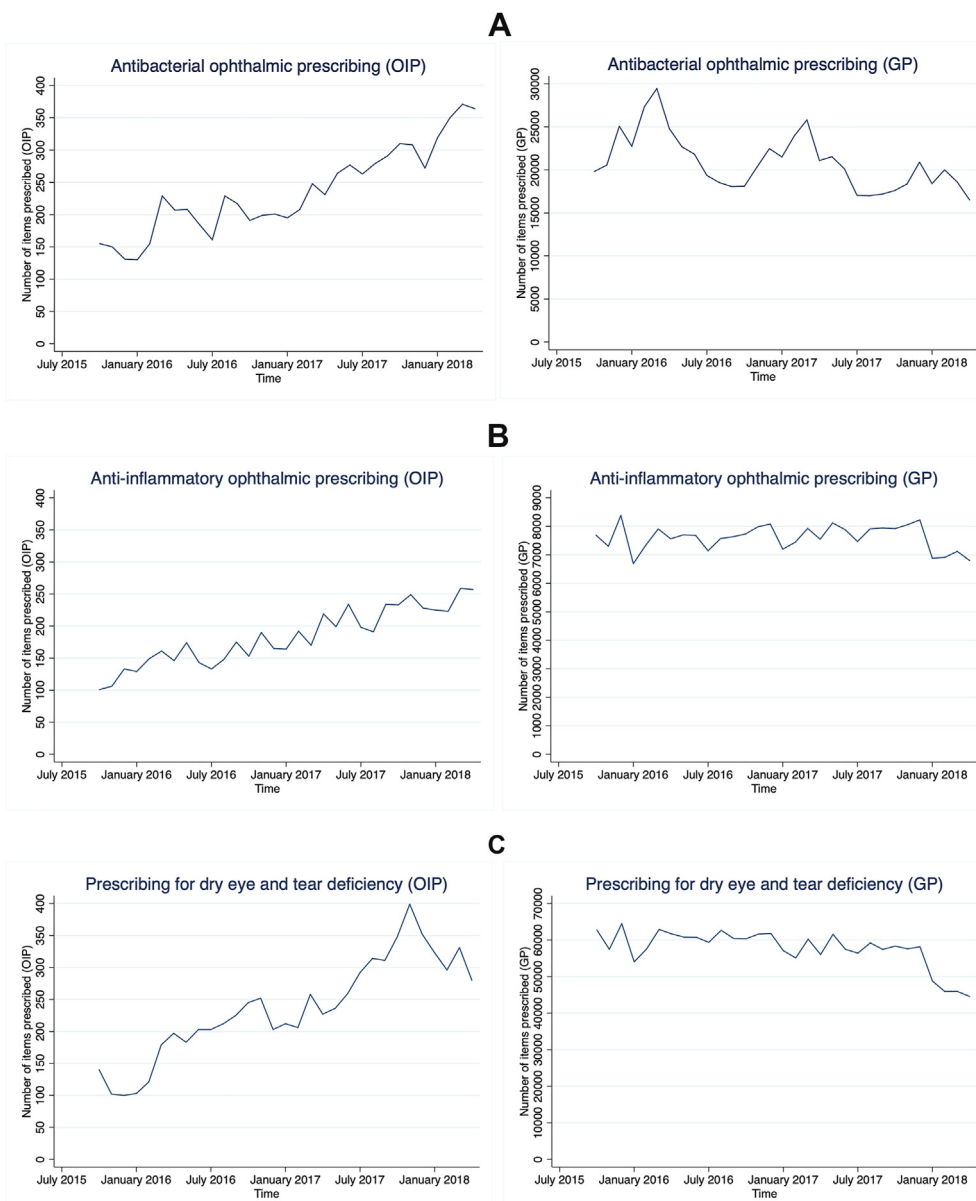 A
Antibacterial ophthalmic prescribing (OIP)
Number of items prescribed (OIP)
400
350
300
250
200
150
100
50
0
July 2015 January 2016 July 2016 January 2017 July 2017 January 2018
Time
Antibacterial ophthalmic prescribing (GP)
Number of items prescribed (GP)
30000
25000
20000
15000
10000
5000
0
July 2015 January 2016 July 2016 January 2017 July 2017 January 2018
Time
B
Anti-inflammatory ophthalmic prescribing (OIP)
Number of items prescribed (OIP)
400
350
300
250
200
150
100
50
0
July 2015 January 2016 July 2016 January 2017 July 2017 January 2018
Time
Anti-inflammatory ophthalmic prescribing (GP)
Number of items prescribed (GP)
9000
8000
7000
6000
5000
4000
3000
2000
1000
0
July 2015 January 2016 July 2016 January 2017 July 2017 January 2018
Time
C
Prescribing for dry eye and tear deficiency (OIP)
Number of items prescribed (OIP)
400
350
300
250
200
150
100
50
0
July 2015 January 2016 July 2016 January 2017 July 2017 January 2018
Time
Prescribing for dry eye and tear deficiency (GP)
Number of items prescribed (GP)
70000
60000
50000
40000
30000
20000
10000
0
July 2015 January 2016 July 2016 January 2017 July 2017 January 2018
Time